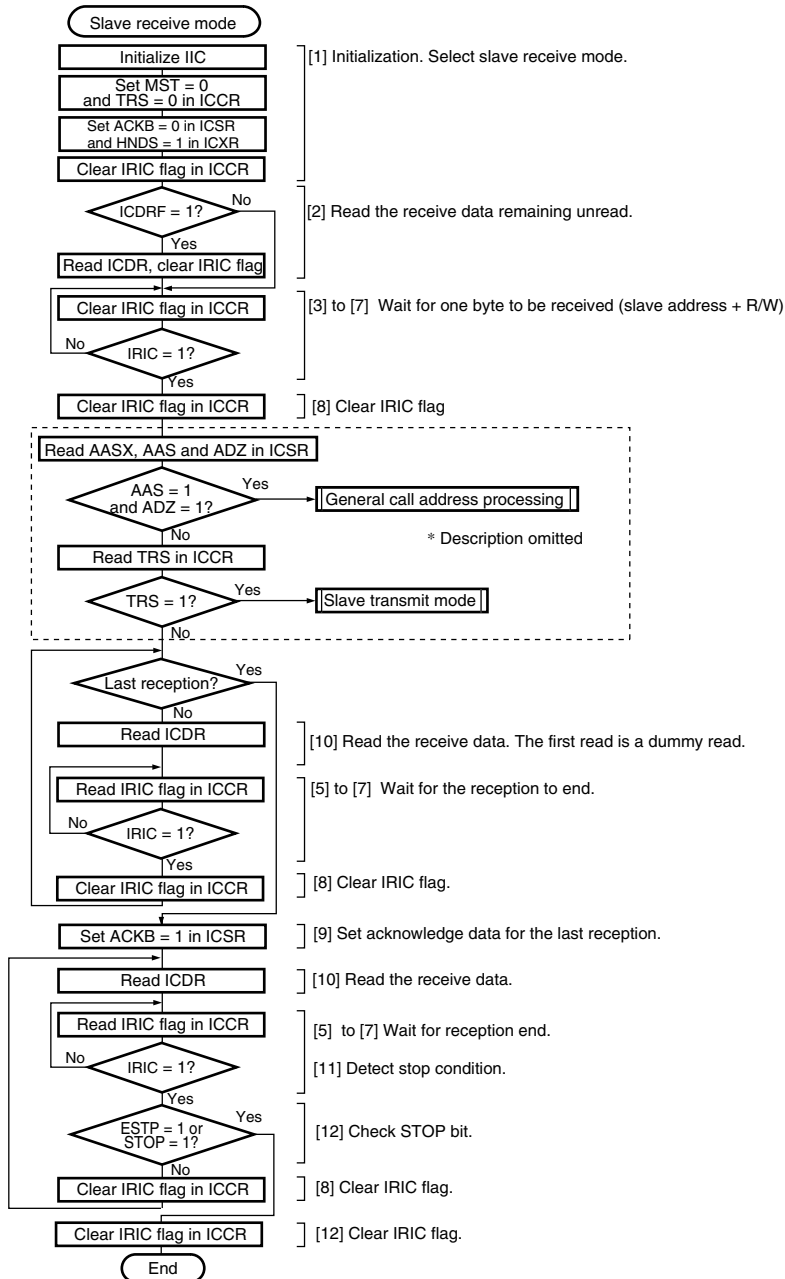 Slave receive mode
Initialize IIC
[1] Initialization. Select slave receive mode.
Set MST = 0
and TRS = 0 in ICCR
Set ACKB = 0 in ICSR
and HNDS = 1 in ICXR
Clear IRIC flag in ICCR
ICDRF = 1?
No
[2] Read the receive data remaining unread.
Yes
Read ICDR, clear IRIC flag
Clear IRIC flag in ICCR
[3] to [7] Wait for one byte to be received (slave address + R/W)
No
IRIC = 1?
Yes
Clear IRIC flag in ICCR
[8] Clear IRIC flag
Read AASX, AAS and ADZ in ICSR
AAS = 1
and ADZ = 1?
Yes
General call address processing
No
* Description omitted
Read TRS in ICCR
TRS = 1?
Yes
Slave transmit mode
No
Last reception?
Yes
No
Read ICDR
[10] Read the receive data. The first read is a dummy read.
Read IRIC flag in ICCR
[5] to [7] Wait for the reception to end.
No
IRIC = 1?
Yes
Clear IRIC flag in ICCR
[8] Clear IRIC flag.
Set ACKB = 1 in ICSR
[9] Set acknowledge data for the last reception.
Read ICDR
[10] Read the receive data.
Read IRIC flag in ICCR
[5] to [7] Wait for reception end.
No
IRIC = 1?
[11] Detect stop condition.
Yes
ESTP = 1 or
STOP = 1?
Yes
[12] Check STOP bit.
No
Clear IRIC flag in ICCR
[8] Clear IRIC flag.
Clear IRIC flag in ICCR
[12] Clear IRIC flag.
End